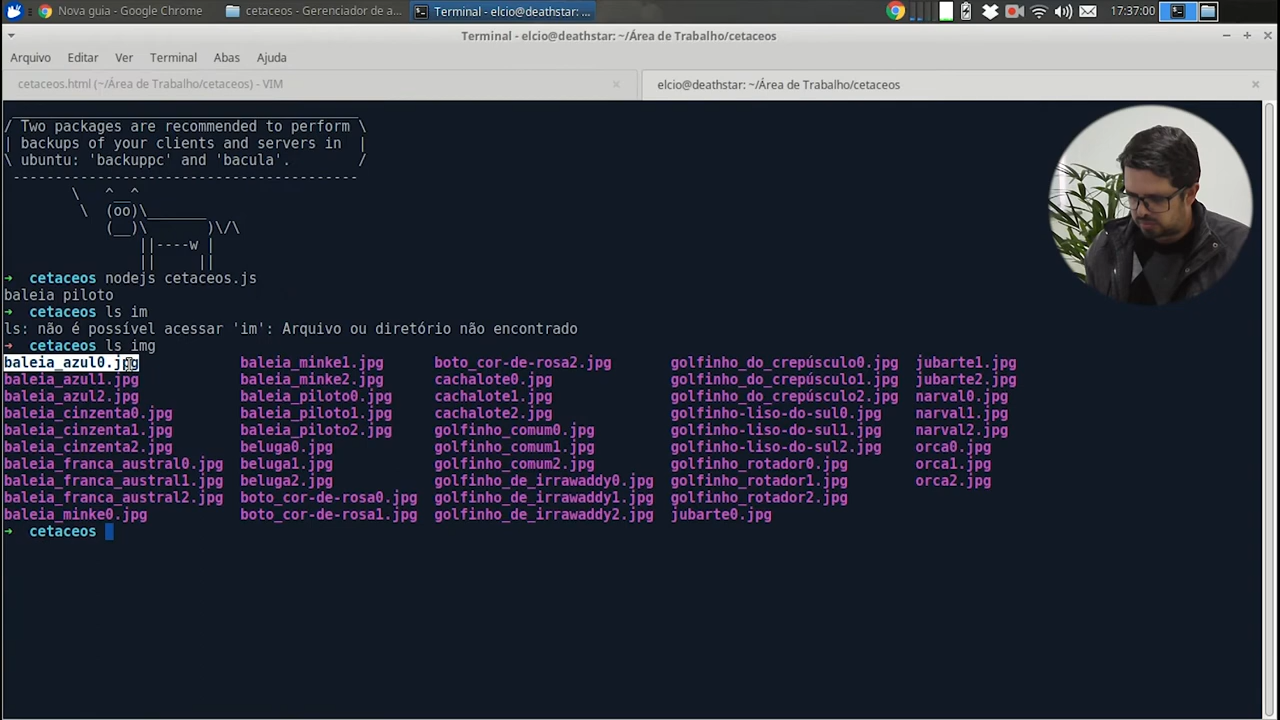 Nova guia - Google Chrome
cetaceos - Gerenciador de a...
Terminal - elcio@deathstar: ...
17:37:00
Terminal - elcio@deathstar: ~/Área de Trabalho/cetaceos
Arquivo Editar Ver Terminal Abas Ajuda
cetaceos.html (~/Área de Trabalho/cetaceos) - VIM
elcio@deathstar: ~/Área de Trabalho/cetaceos
/ Two packages are recommended to perform \
| backups of your clients and servers in |
\ ubuntu: 'backuppc' and 'bacula'. /
-----------------------------------------
\ ^__^
\ (oo)\_______
(__)\ )\/\
||----w |
|| ||
➜ cetaceos nodejs cetaceos.js
baleia piloto
➜ cetaceos ls im
ls: não é possível acessar 'im': Arquivo ou diretório não encontrado
➜ cetaceos ls img
baleia_azul0.jpg baleia_minke1.jpg boto_cor-de-rosa2.jpg golfinho_do_crepúsculo0.jpg jubarte1.jpg
baleia_azul1.jpg baleia_minke2.jpg cachalote0.jpg golfinho_do_crepúsculo1.jpg jubarte2.jpg
baleia_azul2.jpg baleia_piloto0.jpg cachalote1.jpg golfinho_do_crepúsculo2.jpg narval0.jpg
baleia_cinzenta0.jpg baleia_piloto1.jpg cachalote2.jpg golfinho-liso-do-sul0.jpg narval1.jpg
baleia_cinzenta1.jpg baleia_piloto2.jpg golfinho_comum0.jpg golfinho-liso-do-sul1.jpg narval2.jpg
baleia_cinzenta2.jpg beluga0.jpg golfinho_comum1.jpg golfinho-liso-do-sul2.jpg orca0.jpg
baleia_franca_austral0.jpg beluga1.jpg golfinho_comum2.jpg golfinho_rotador0.jpg orca1.jpg
baleia_franca_austral1.jpg beluga2.jpg golfinho_de_irrawaddy0.jpg golfinho_rotador1.jpg orca2.jpg
baleia_franca_austral2.jpg boto_cor-de-rosa0.jpg golfinho_de_irrawaddy1.jpg golfinho_rotador2.jpg
baleia_minke0.jpg boto_cor-de-rosa1.jpg golfinho_de_irrawaddy2.jpg jubarte0.jpg
➜ cetaceos